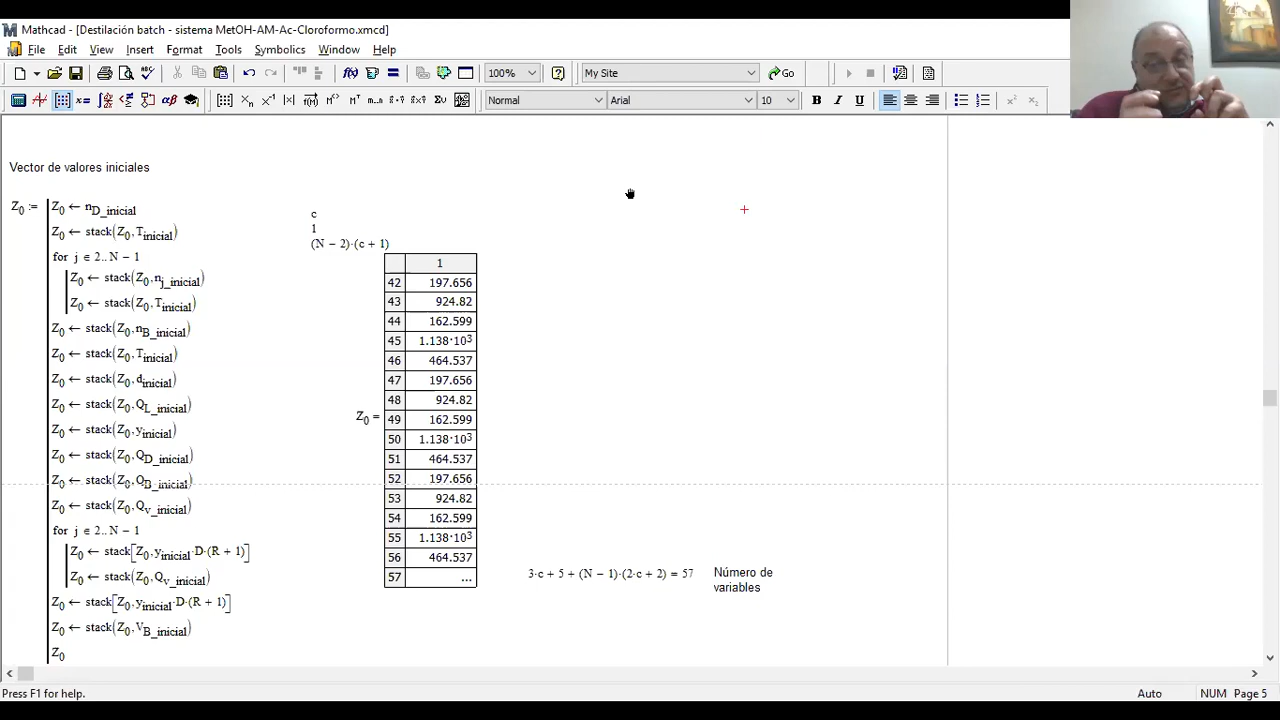 Mathcad - [Destilación batch - sistema MetOH-AM-Ac-Cloroformo.xmcd]
File Edit View Insert Format Tools Symbolics Window Help
100% My Site Go
Normal Arial 10 B I U
Vector de valores iniciales
Z0 := Z0 ← nD_inicial
Z0 ← stack(Z0, Tinicial)
for j ∈ 2.. N − 1
Z0 ← stack(Z0, nj_inicial)
Z0 ← stack(Z0, Tinicial)
Z0 ← stack(Z0, nB_inicial)
Z0 ← stack(Z0, Tinicial)
Z0 ← stack(Z0, dinicial)
Z0 ← stack(Z0, QL_inicial)
Z0 ← stack(Z0, yinicial)
Z0 ← stack(Z0, QD_inicial)
Z0 ← stack(Z0, QB_inicial)
Z0 ← stack(Z0, Qv_inicial)
for j ∈ 2.. N − 1
Z0 ← stack[Z0, yinicial·D·(R + 1)]
Z0 ← stack(Z0, Qv_inicial)
Z0 ← stack[Z0, yinicial·D·(R + 1)]
Z0 ← stack(Z0, VB_inicial)
Z0
c
1
(N − 2)·(c + 1)
Z0 =
1
42 197.656
43 924.82
44 162.599
45 1.138·10³
46 464.537
47 197.656
48 924.82
49 162.599
50 1.138·10³
51 464.537
52 197.656
53 924.82
54 162.599
55 1.138·10³
56 464.537
57 ...
3·c + 5 + (N − 1)·(2·c + 2) = 57
Número de
variables
Press F1 for help. Auto NUM Page 5